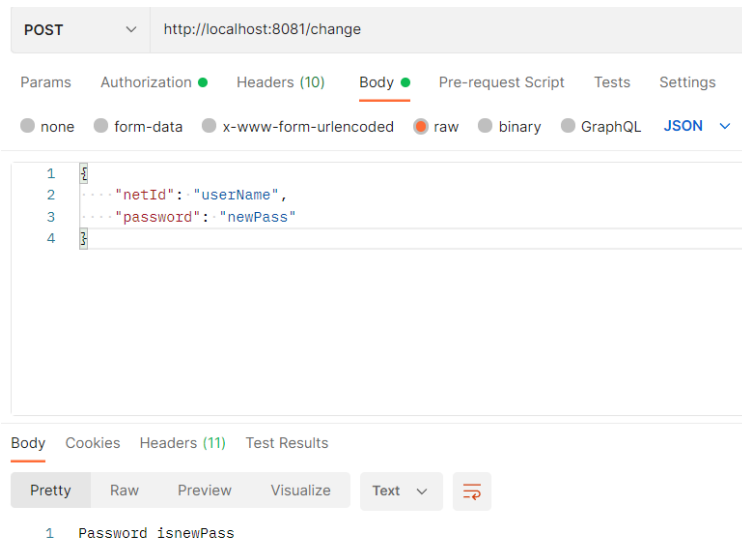 POST http://localhost:8081/change
Params Authorization Headers (10) Body Pre-request Script Tests Settings
none form-data x-www-form-urlencoded raw binary GraphQL JSON
1 {
2 "netId": "userName",
3 "password": "newPass"
4 }
Body Cookies Headers (11) Test Results
Pretty Raw Preview Visualize Text
1 Password isnewPass